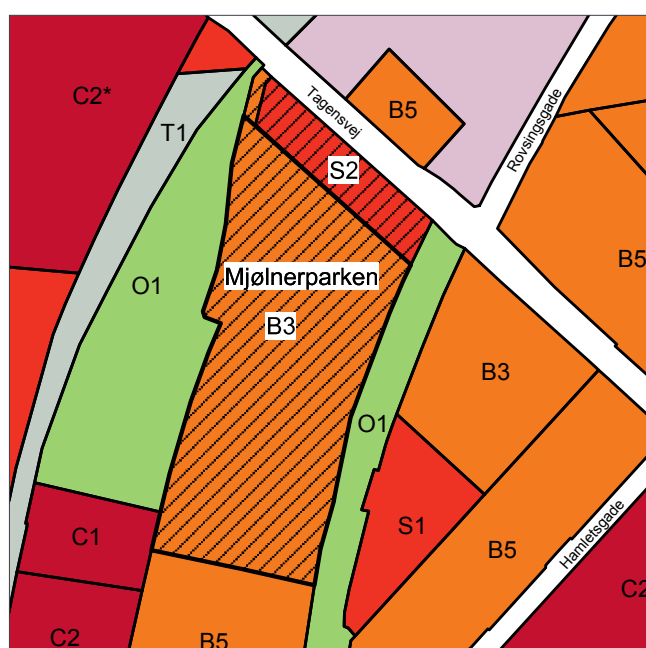 C2*
Tagensvej
B5
Rovsingsgade
T1
S2
B5
O1
Mjølnerparken
B3
B3
O1
S1
B5
C1
Hamletsgade
C2
C2
B5